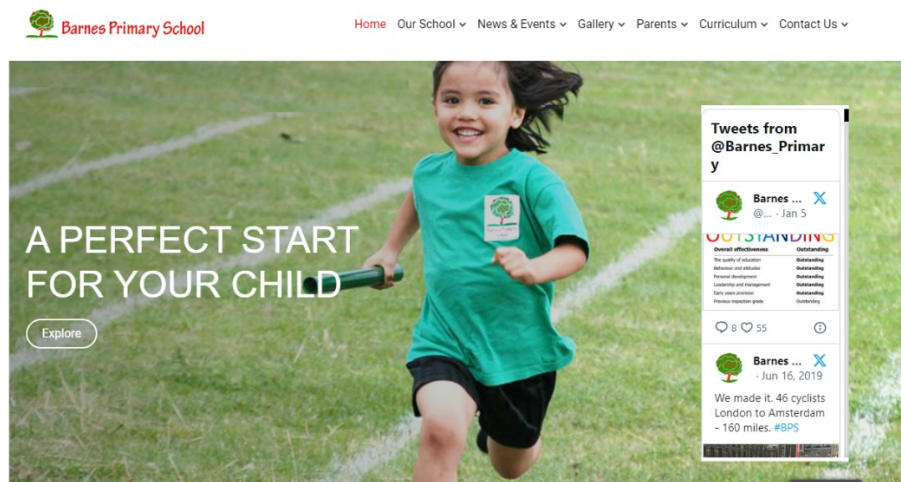 Barnes Primary School
Home Our School News & Events Gallery Parents Curriculum Contact Us
A PERFECT START
FOR YOUR CHILD
Explore
Tweets from
@Barnes_Primar
y
Barnes ...
@... · Jan 5
OUTSTANDING
Overall effectiveness Outstanding
The quality of education Outstanding
Behaviour and attitudes Outstanding
Personal development Outstanding
Leadership and management Outstanding
Early years provision Outstanding
Previous inspection grade Outstanding
8 55
Barnes ...
· Jun 16, 2019
We made it. 46 cyclists
London to Amsterdam
- 160 miles. #BPS